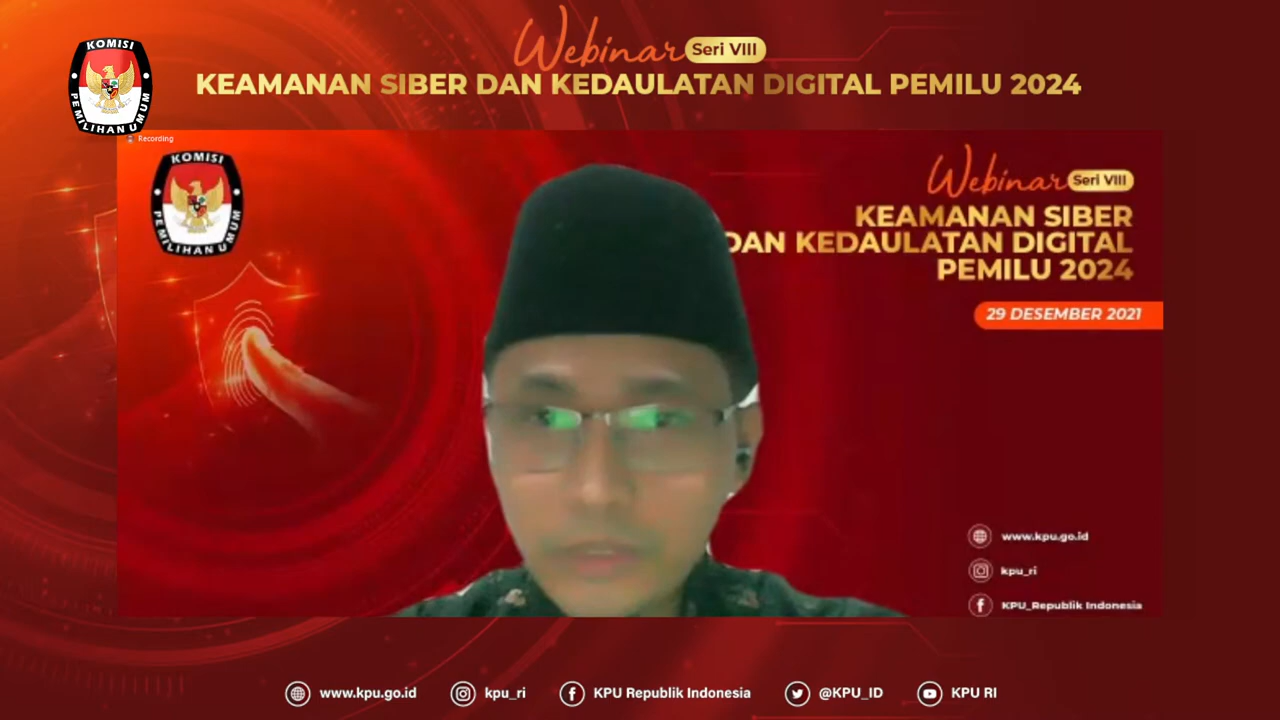 Webinar Seri VIII
KEAMANAN SIBER DAN KEDAULATAN DIGITAL PEMILU 2024
KOMISI
PEMILIHAN UMUM
Recording
KOMISI
PEMILIHAN UMUM
Webinar Seri VIII
KEAMANAN SIBER
DAN KEDAULATAN DIGITAL
PEMILU 2024
29 DESEMBER 2021
www.kpu.go.id
kpu_ri
KPU_Republik Indonesia
www.kpu.go.id kpu_ri KPU Republik Indonesia @KPU_ID KPU RI